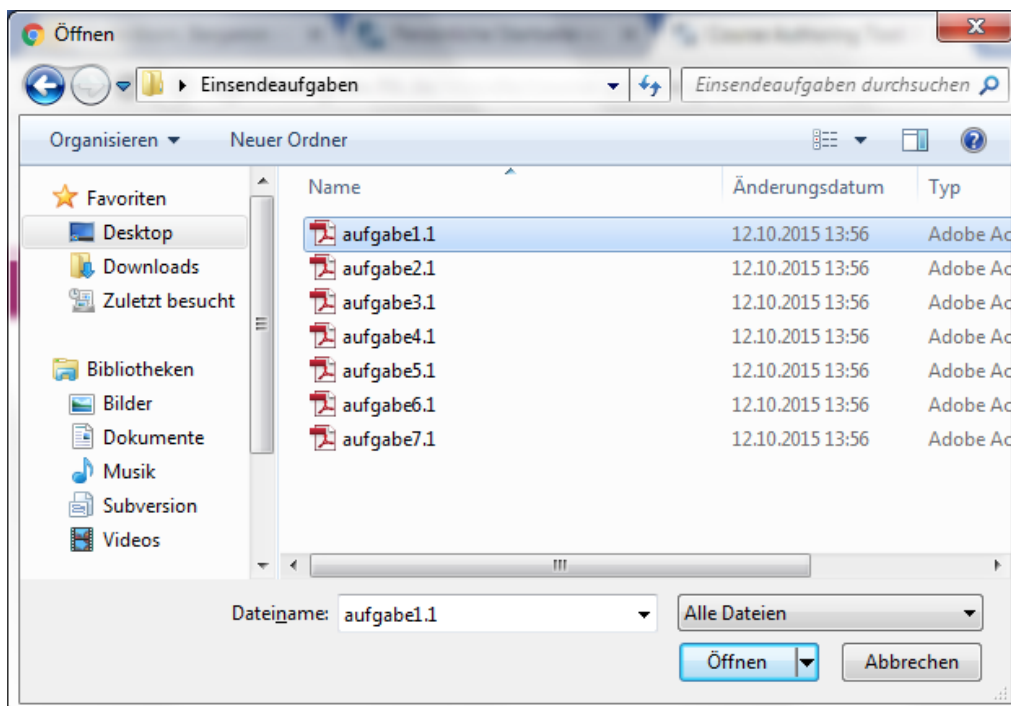 Öffnen
Einsendeaufgaben
Einsendeaufgaben durchsuchen
Organisieren Neuer Ordner
Favoriten
Desktop
Downloads
Zuletzt besucht
Bibliotheken
Bilder
Dokumente
Musik
Subversion
Videos
Name Änderungsdatum Typ
aufgabe1.1 12.10.2015 13:56 Adobe Ac
aufgabe2.1 12.10.2015 13:56 Adobe Ac
aufgabe3.1 12.10.2015 13:56 Adobe Ac
aufgabe4.1 12.10.2015 13:56 Adobe Ac
aufgabe5.1 12.10.2015 13:56 Adobe Ac
aufgabe6.1 12.10.2015 13:56 Adobe Ac
aufgabe7.1 12.10.2015 13:56 Adobe Ac
Dateiname: aufgabe1.1 Alle Dateien
Öffnen Abbrechen